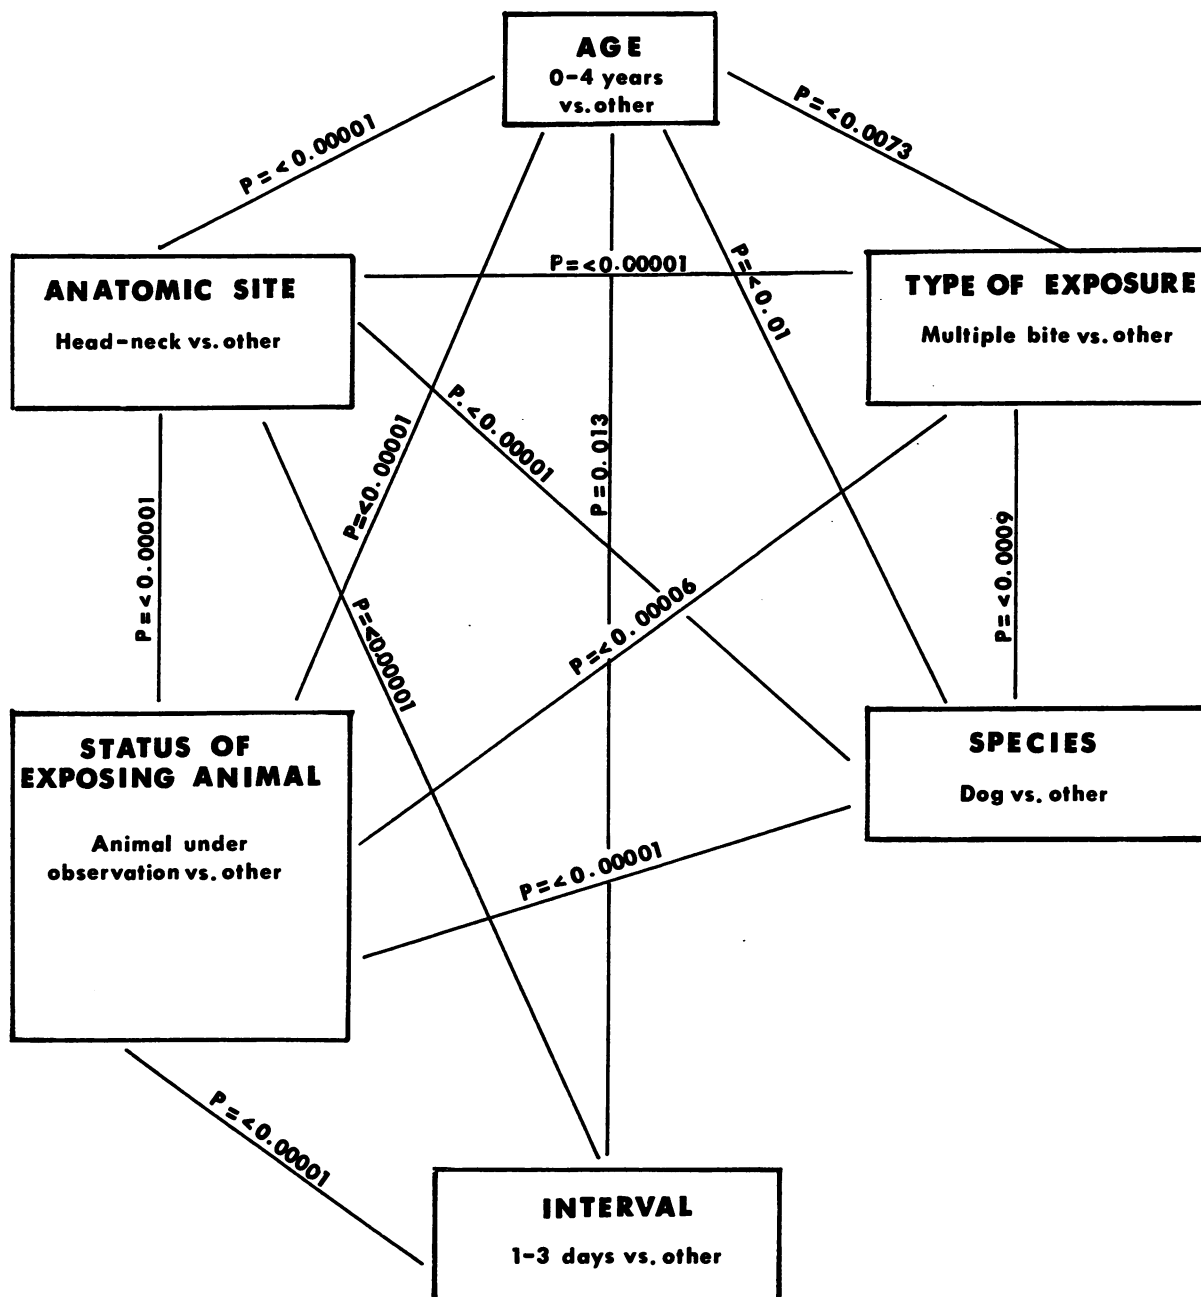 AGE
0-4 years
vs. other
P=<0.00001
P=<0.0073
ANATOMIC SITE
Head-neck vs. other
P=<0.00001
P=<0.01
TYPE OF EXPOSURE
Multiple bite vs. other
P=<0.00001
P=<0.00001
P.<0.00001
P=0.013
P=<0.0009
P=<0.00001
P=<0.00006
STATUS OF
EXPOSING ANIMAL
Animal under
observation vs. other
SPECIES
Dog vs. other
P=<0.00001
P=<0.00001
INTERVAL
1-3 days vs. other